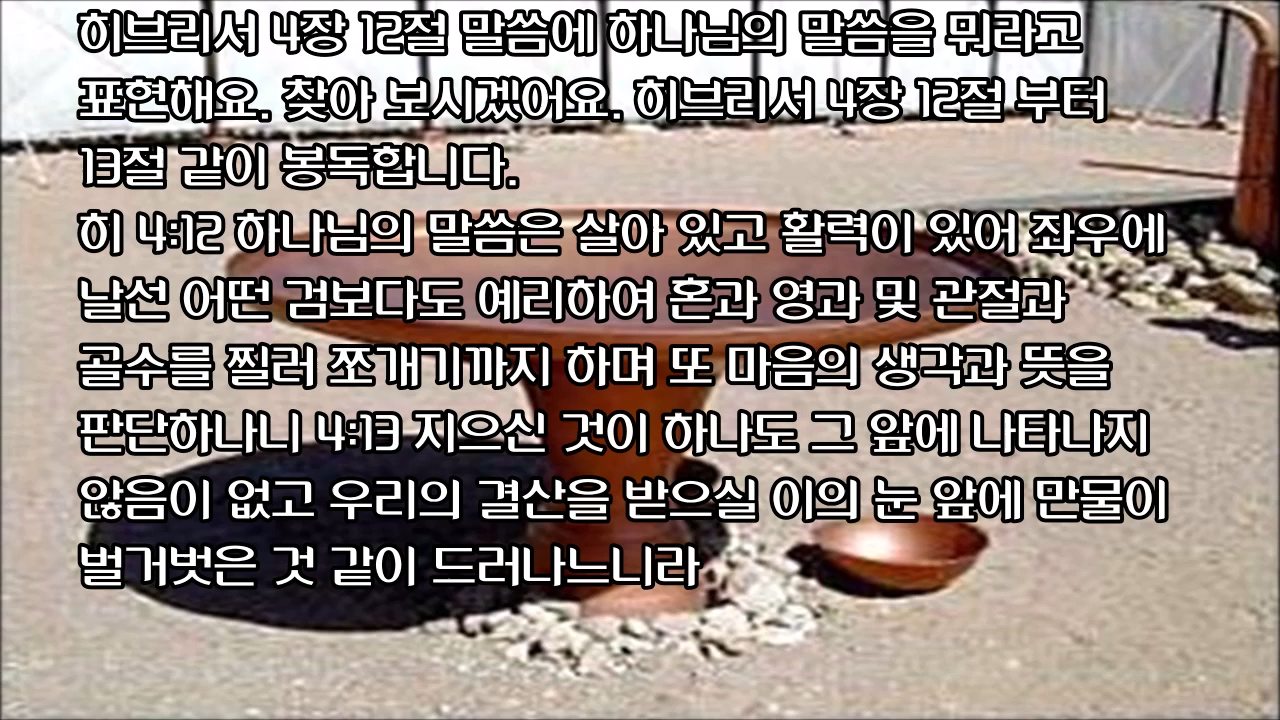 히브리서 4장 12절 말씀에 하나님의 말씀을 뭐라고
표현해요. 찾아 보시겠어요. 히브리서 4장 12절 부터
13절 같이 봉독합니다.
히 4:12 하나님의 말씀은 살아 있고 활력이 있어 좌우에
날선 어떤 검보다도 예리하여 혼과 영과 및 관절과
골수를 찔러 쪼개기까지 하며 또 마음의 생각과 뜻을
판단하나니 4:13 지으신 것이 하나도 그 앞에 나타나지
않음이 없고 우리의 결산을 받으실 이의 눈 앞에 만물이
벌거벗은 것 같이 드러나느니라